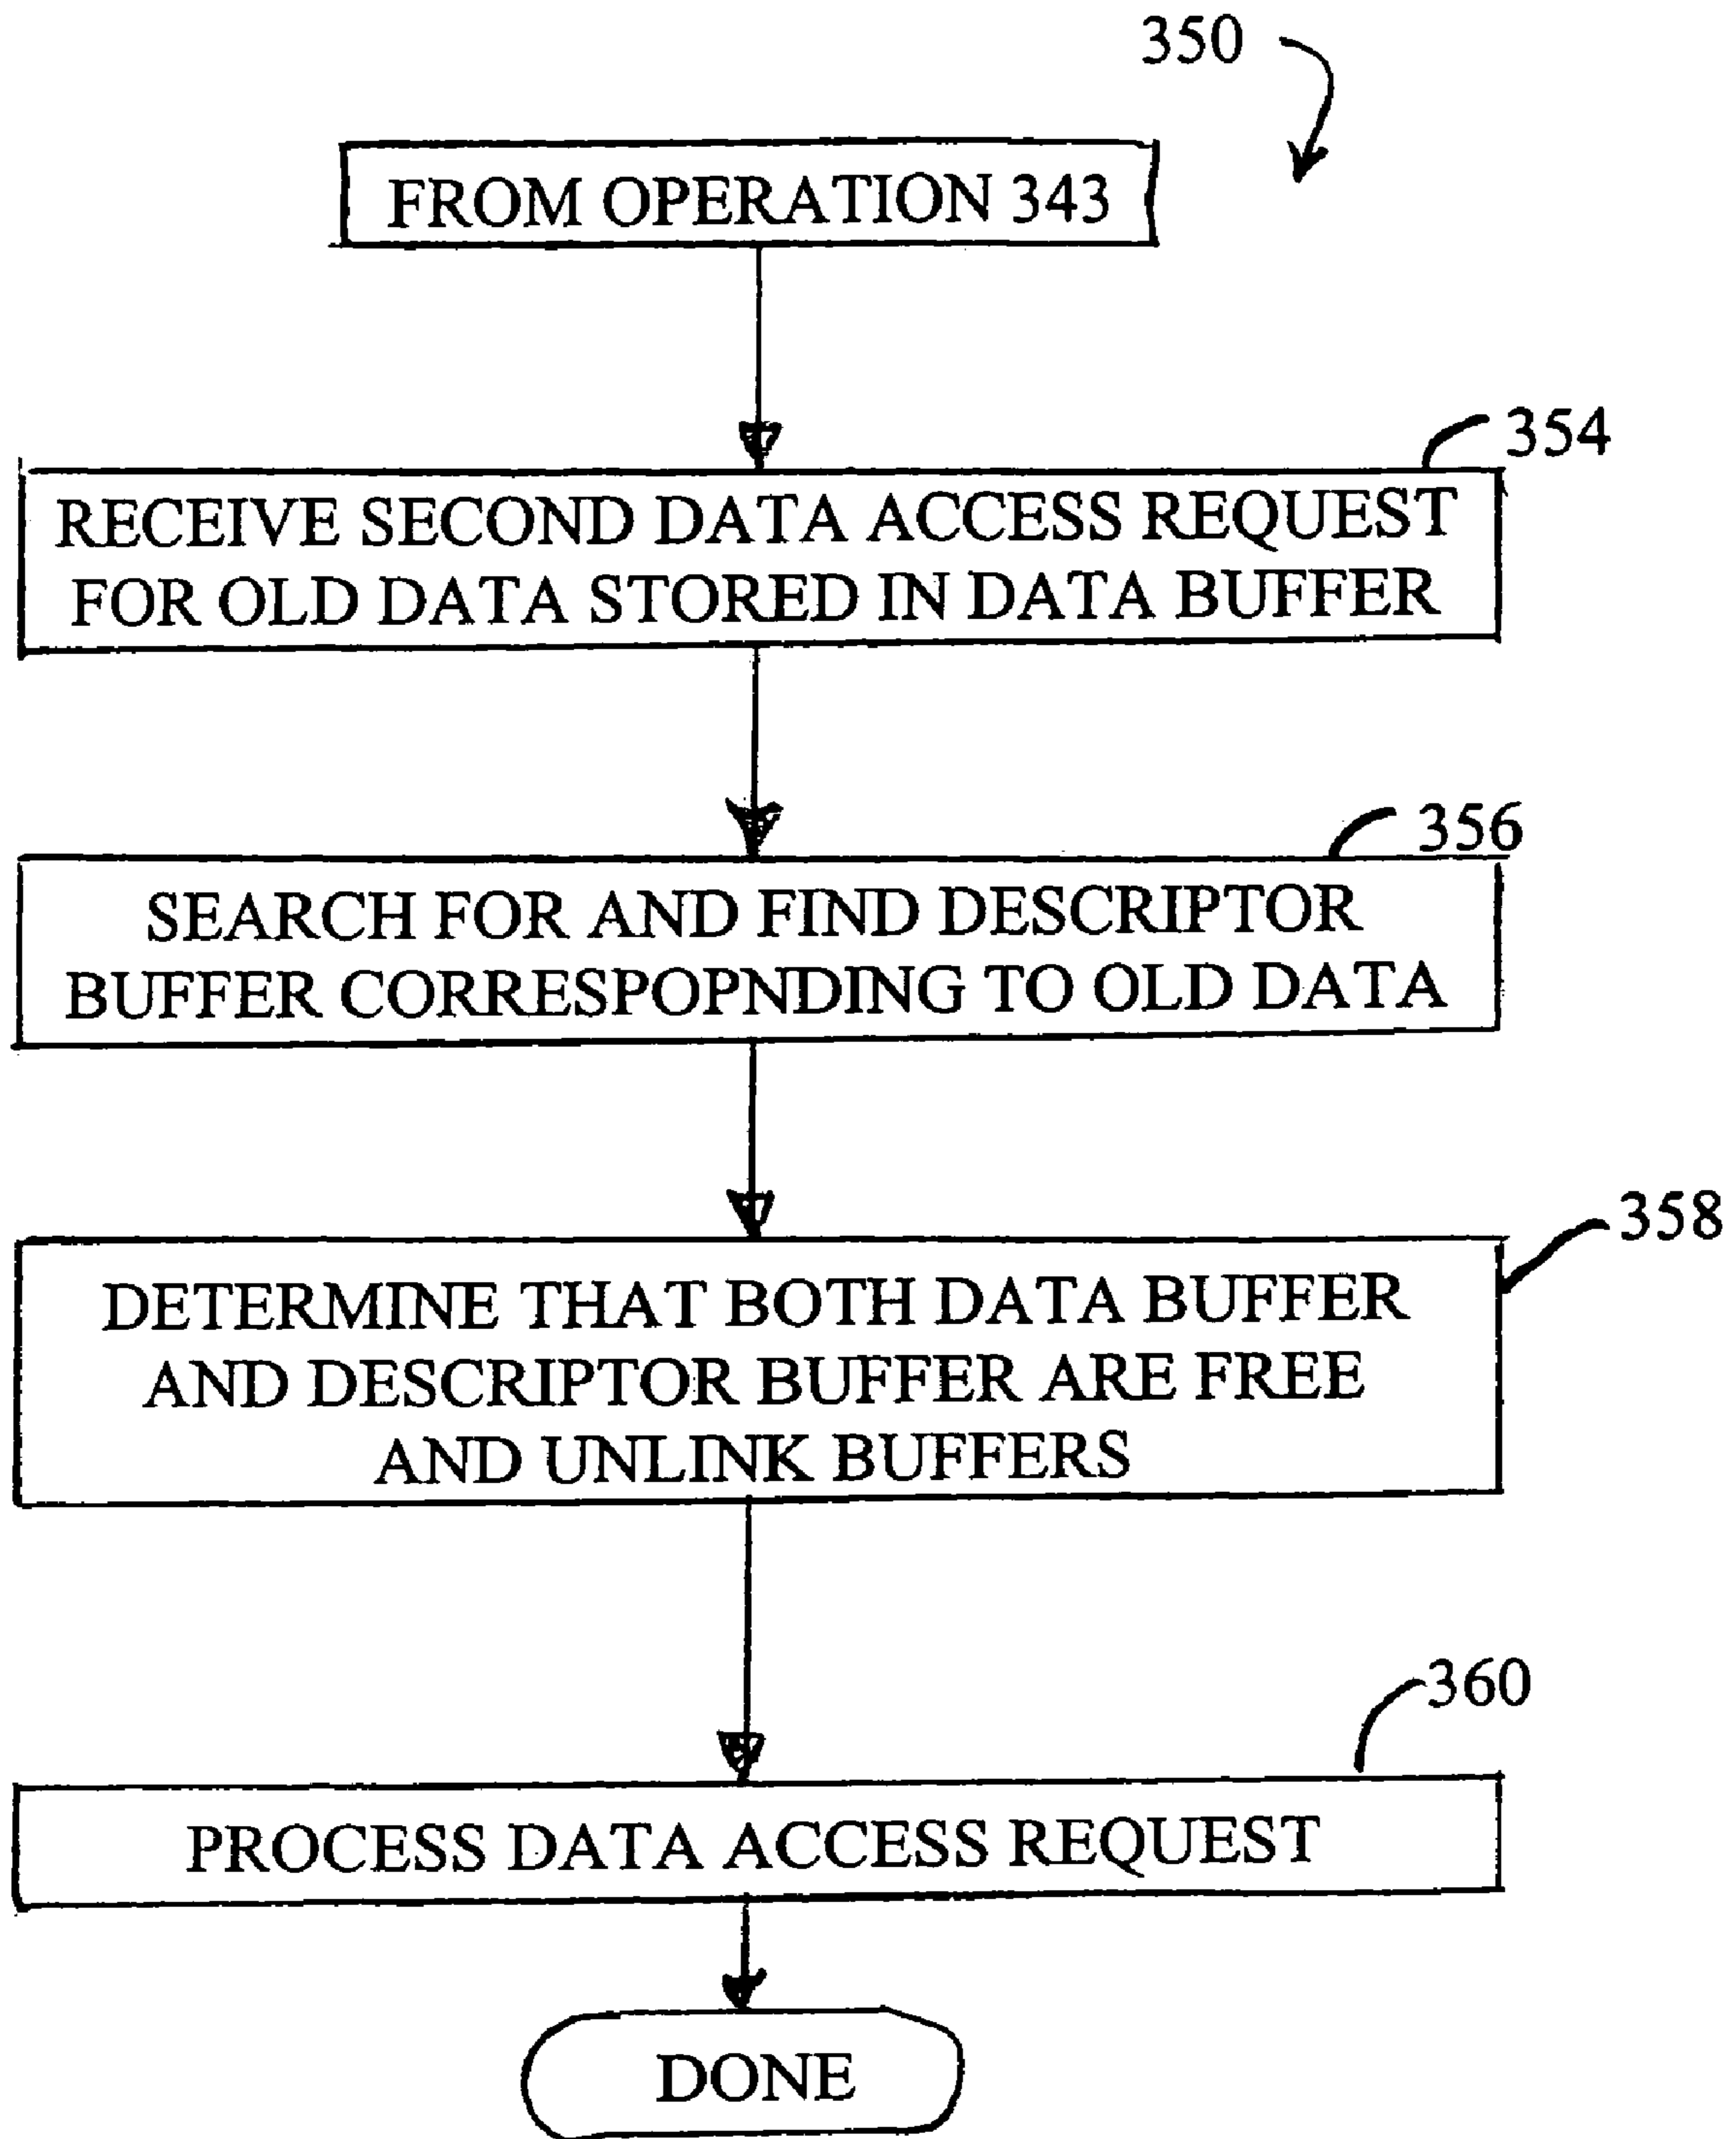 350
FROM OPERATION 343
354
RECEIVE SECOND DATA ACCESS REQUEST
FOR OLD DATA STORED IN DATA BUFFER
356
SEARCH FOR AND FIND DESCRIPTOR
BUFFER CORRESPOPNDING TO OLD DATA
358
DETERMINE THAT BOTH DATA BUFFER
AND DESCRIPTOR BUFFER ARE FREE
AND UNLINK BUFFERS
360
PROCESS DATA ACCESS REQUEST
DONE